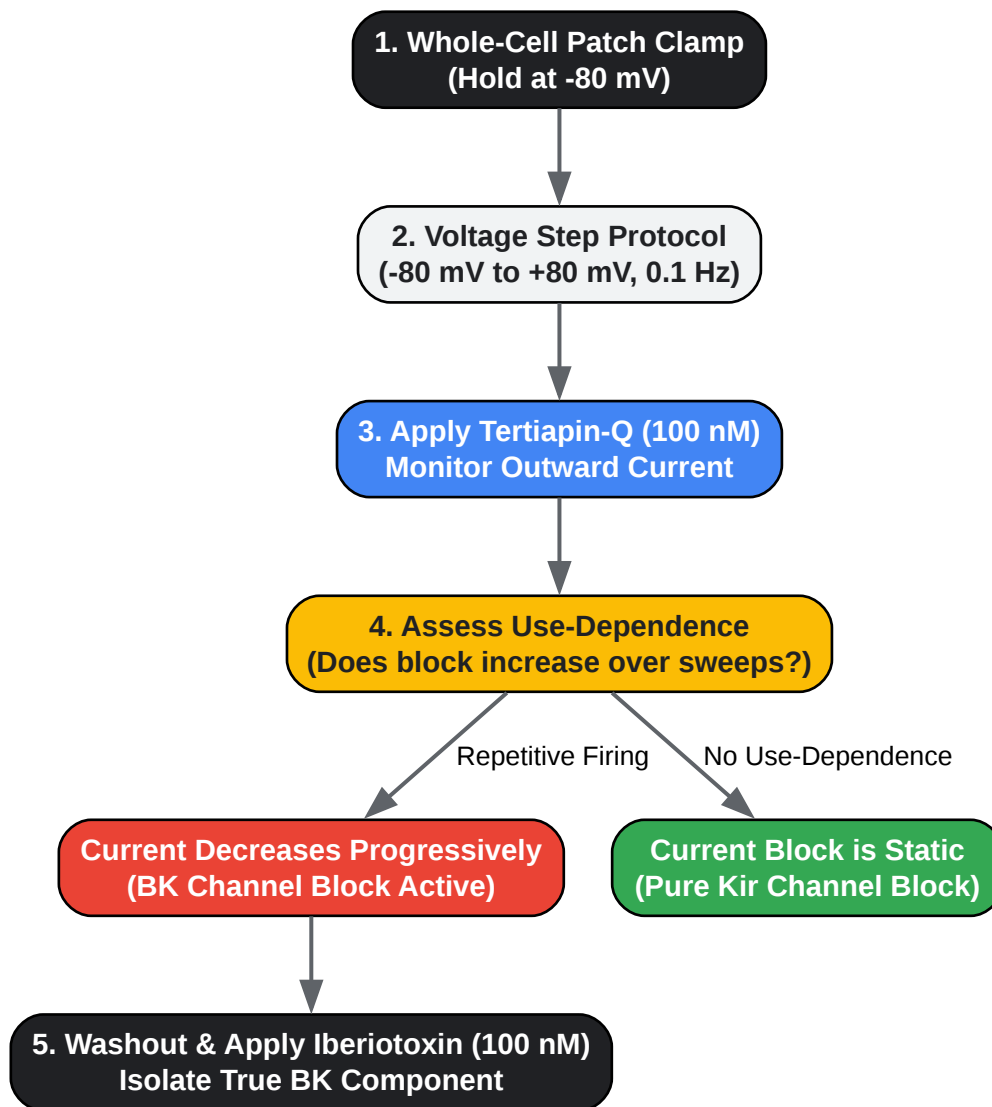 1. Whole-Cell Patch Clamp
(Hold at -80 mV)
2. Voltage Step Protocol
(-80 mV to +80 mV, 0.1 Hz)
3. Apply Tertiapin-Q (100 nM)
Monitor Outward Current
4. Assess Use-Dependence
(Does block increase over sweeps?)
Repetitive Firing
No Use-Dependence
Current Decreases Progressively
(BK Channel Block Active)
Current Block is Static
(Pure Kir Channel Block)
5. Washout & Apply Iberiotoxin (100 nM)
Isolate True BK Component